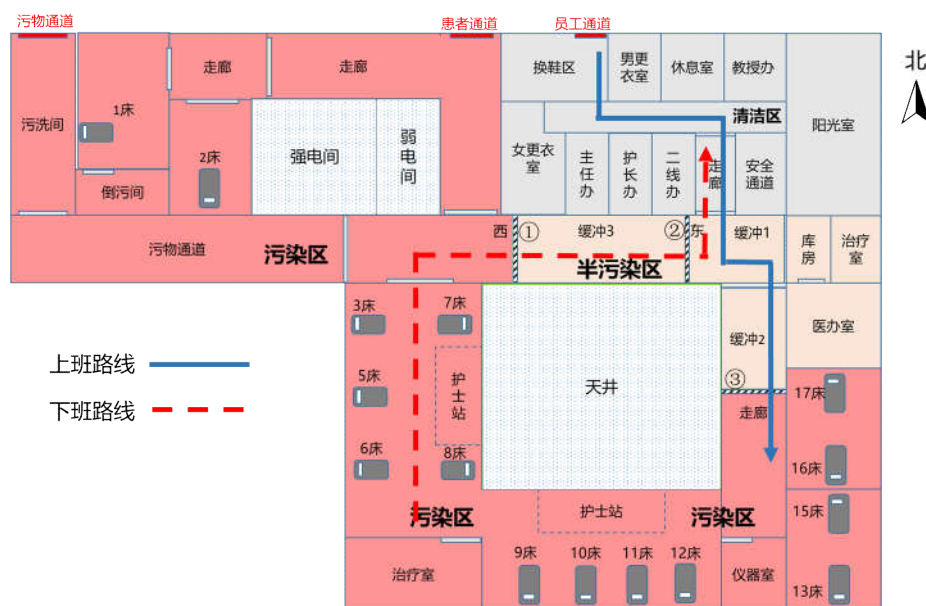 污物通道
患者通道
员工通道
北
换鞋区
男更
衣室
休息室
教授办
走廊
走廊
1床
污洗间
清洁区
阳光室
2床
强电间
弱
电
间
女更衣
室
主
任
办
护
长
办
二
线
办
走
廊
安全
通道
倒污间
污物通道
污染区
西
①
缓冲3
②
东
缓冲1
库
房
治疗
室
半污染区
3床
7床
缓冲2
医办室
上班路线
5床
护
士
站
天井
③
17床
下班路线
走廊
6床
8床
16床
污染区
护士站
污染区
15床
9床
10床
11床
12床
治疗室
仪器室
13床